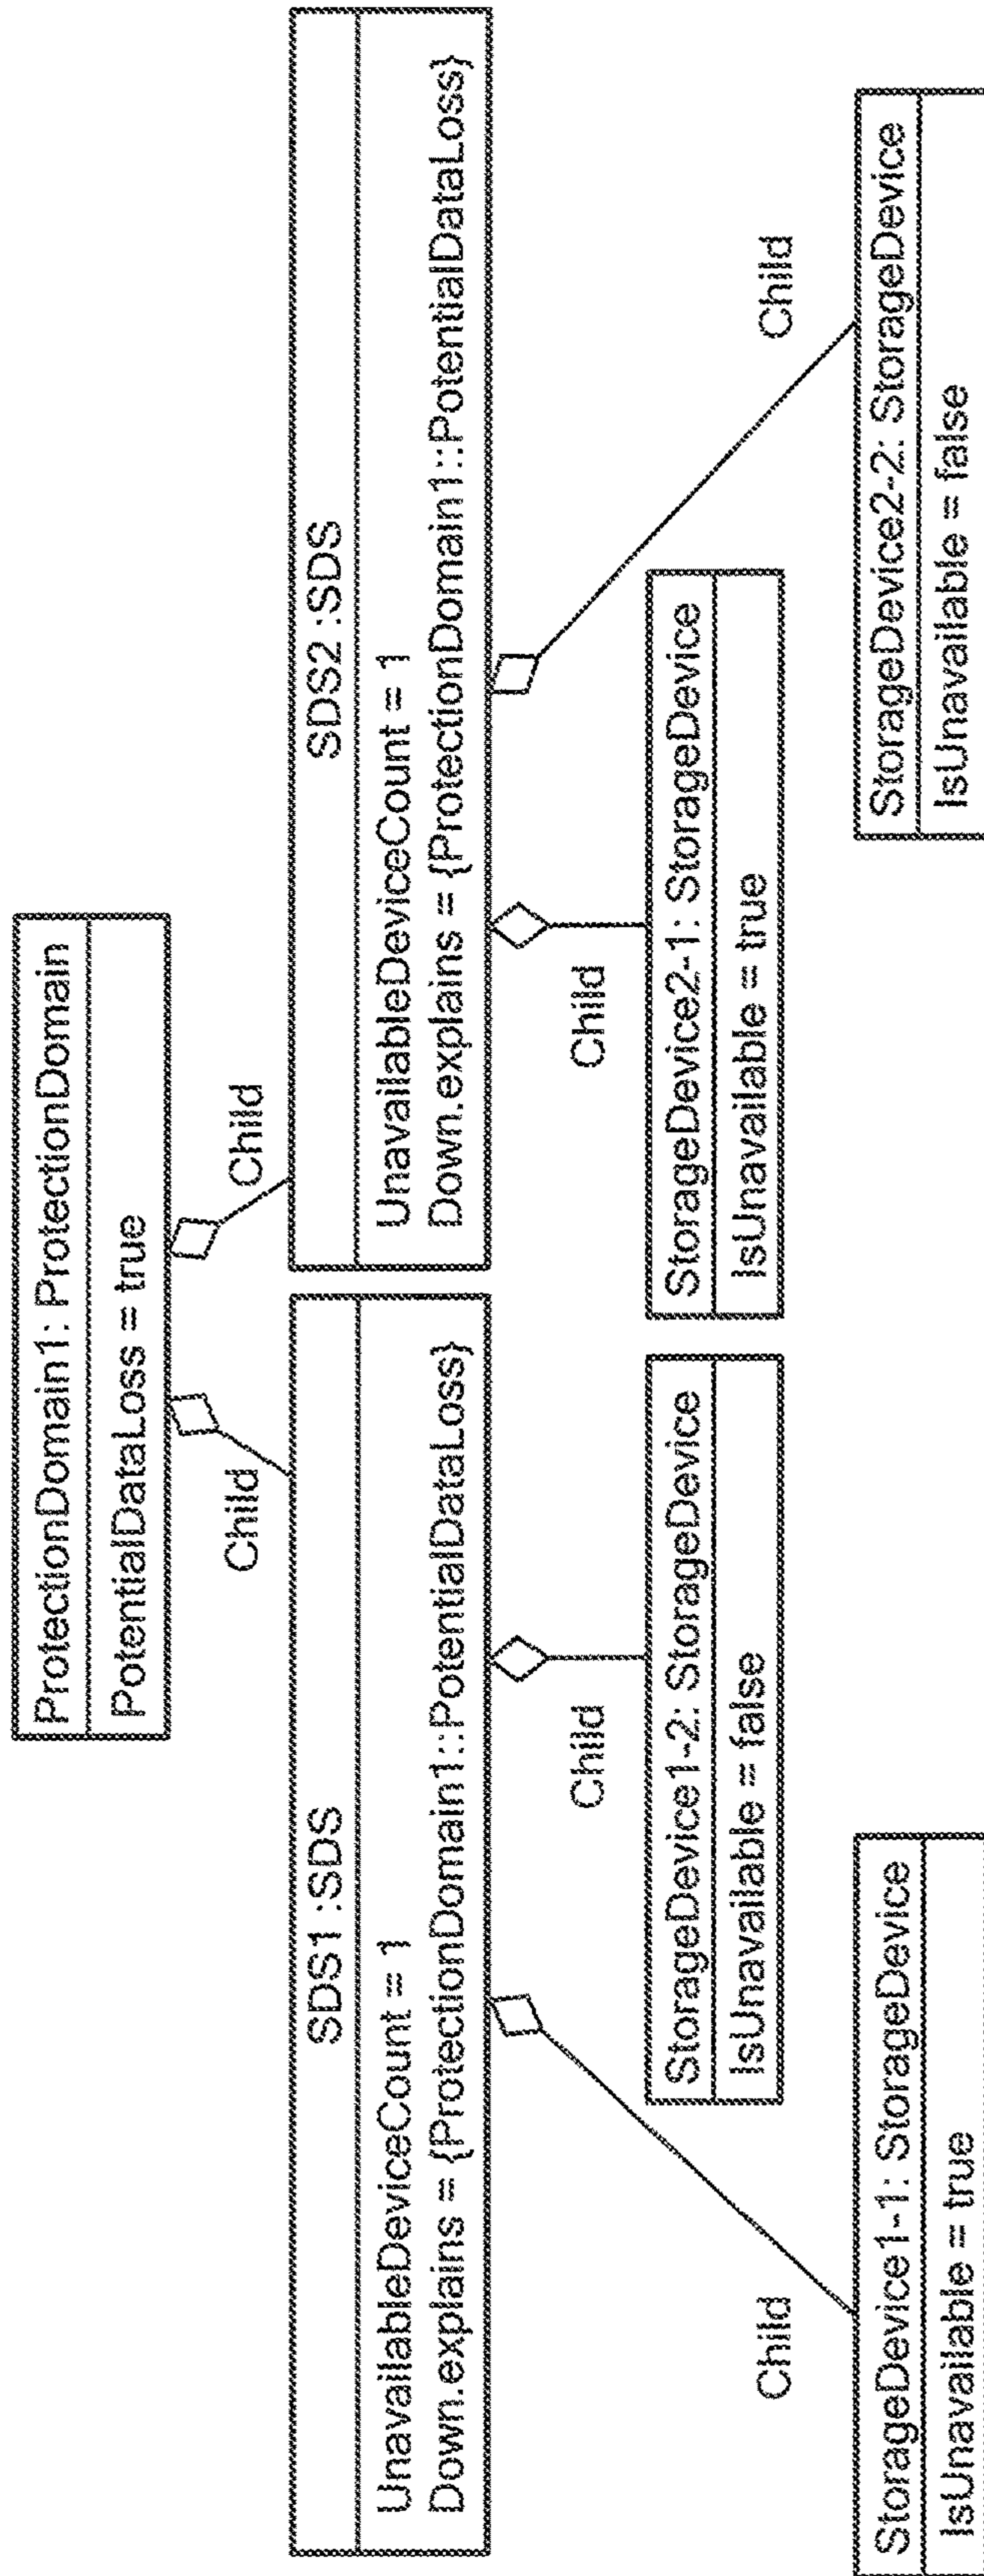 ProtectionDomain1: ProtectionDomain
PotentialDataLoss = true
Child
Child
SDS1 :SDS
UnavailableDeviceCount = 1
Down.explains = {ProtectionDomain1::PotentialDataLoss}
SDS2 :SDS
UnavailableDeviceCount = 1
Down.explains = {ProtectionDomain1::PotentialDataLoss}
Child
Child
Child
Child
StorageDevice1-2: StorageDevice
IsUnavailable = false
StorageDevice2-1: StorageDevice
IsUnavailable = true
StorageDevice1-1: StorageDevice
IsUnavailable = true
StorageDevice2-2: StorageDevice
IsUnavailable = false